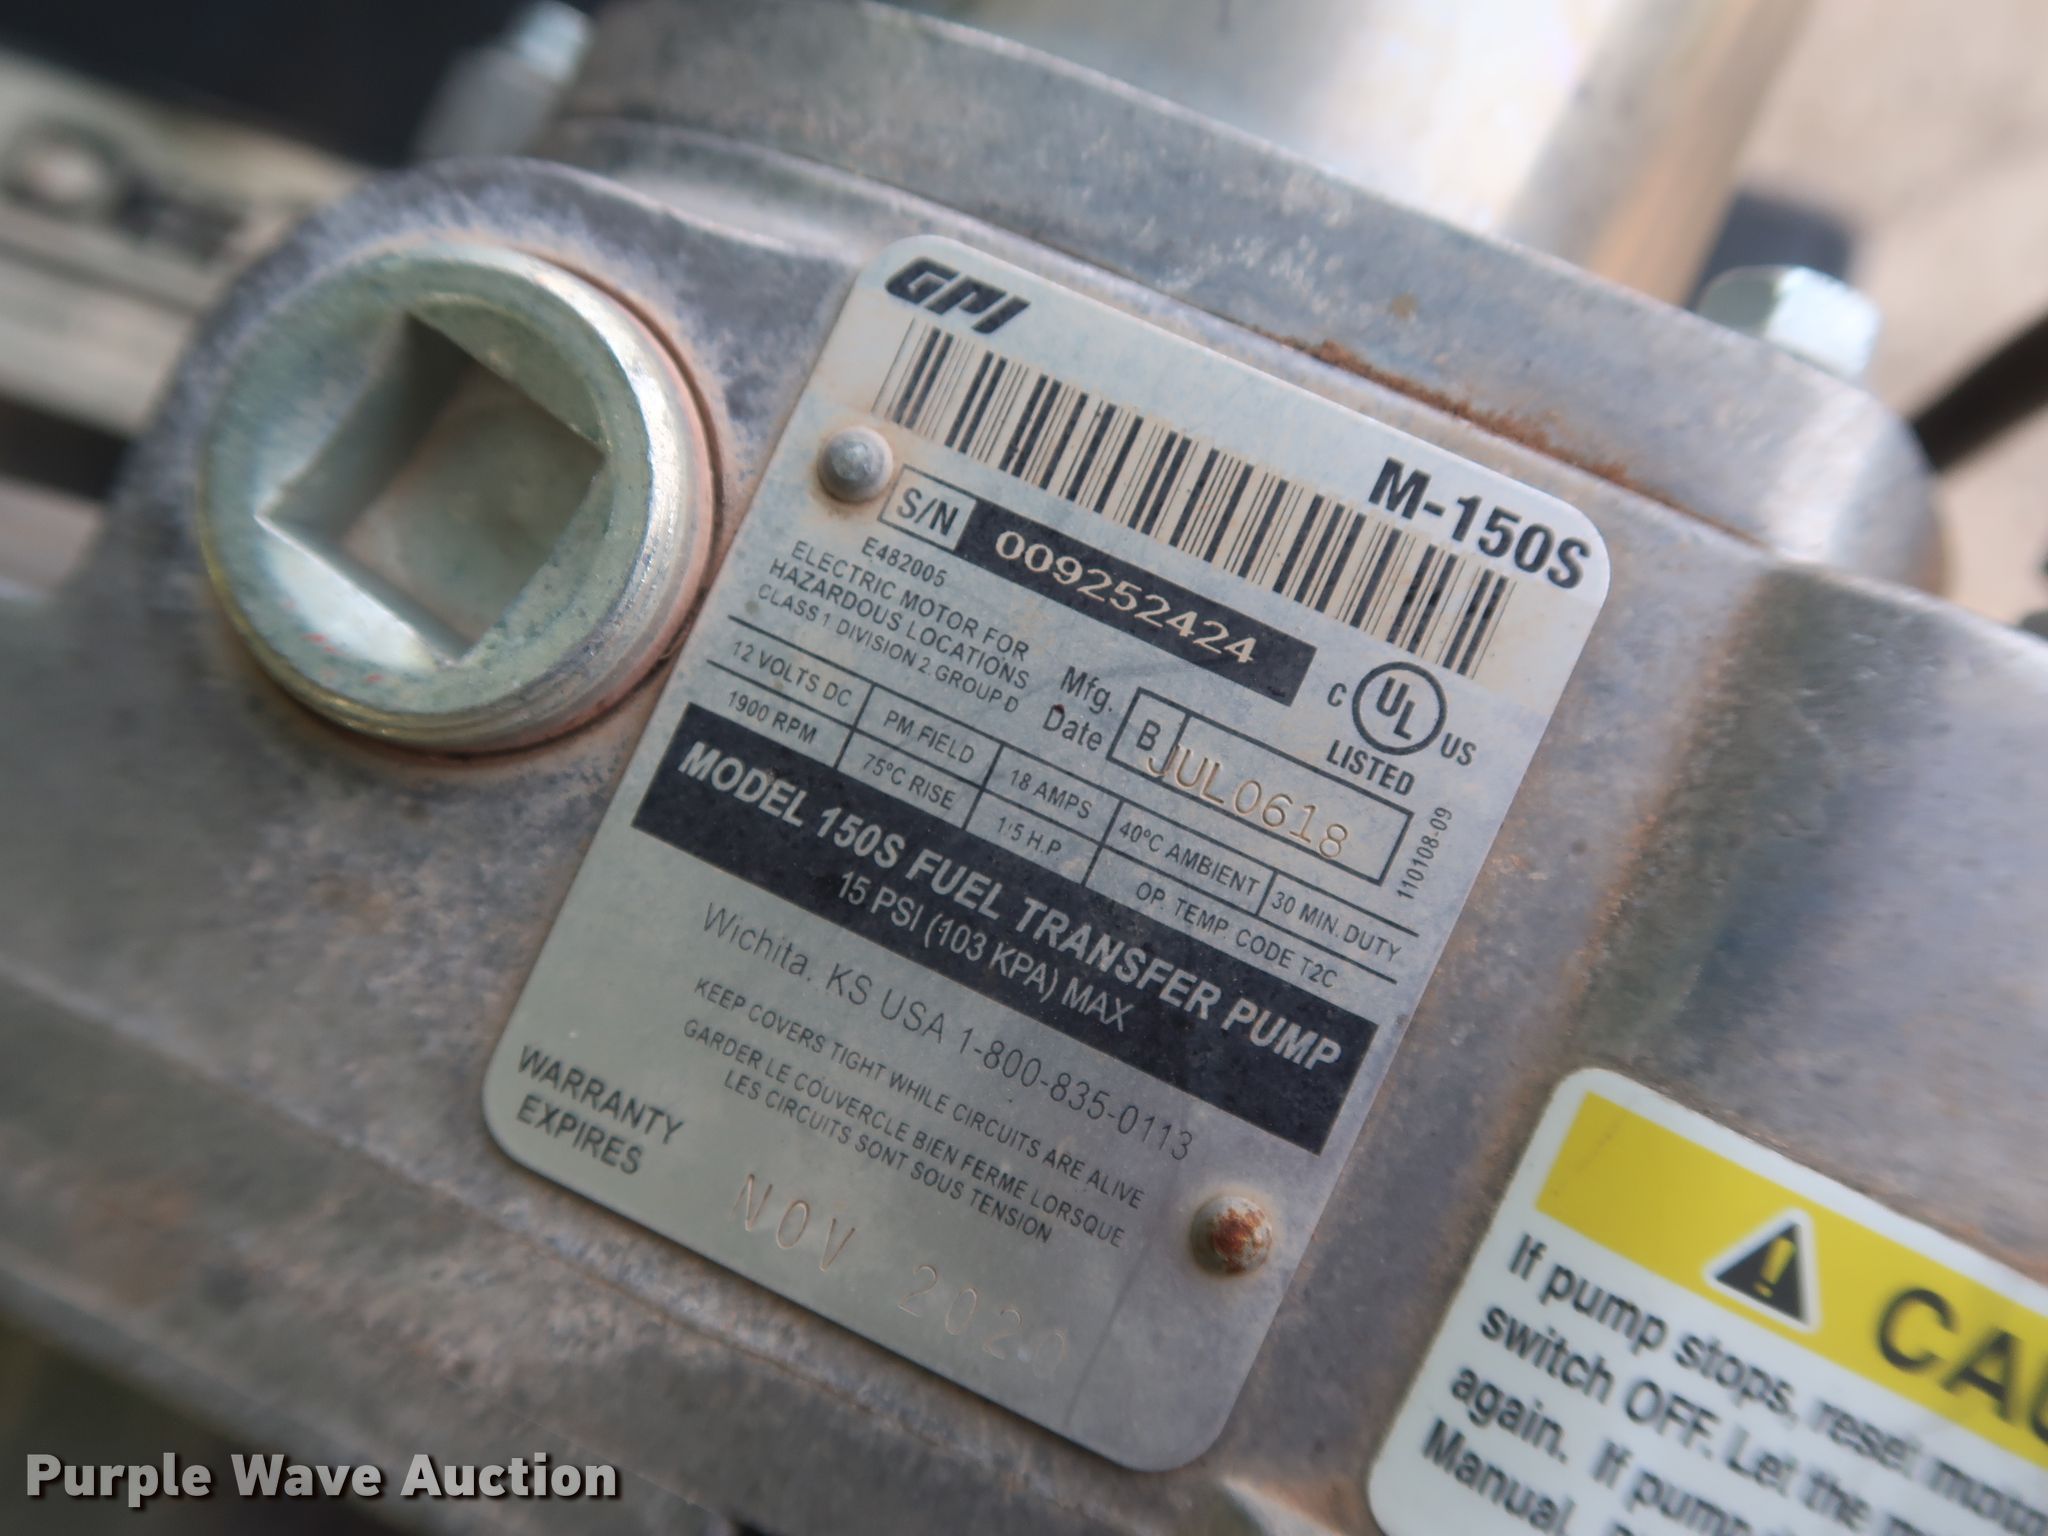 GPI
M-150S
S/N 009252424
E482005
ELECTRIC MOTOR FOR
HAZARDOUS LOCATIONS
CLASS 1 DIVISION 2 GROUP D
Mfg.
Date
B JUL0618
C UL US
LISTED
110108-09
12 VOLTS DC PM FIELD 18 AMPS 40°C AMBIENT 30 MIN. DUTY
1900 RPM 75°C RISE 1.5 H.P. OP. TEMP. CODE T2C
MODEL 150S FUEL TRANSFER PUMP
15 PSI (103 KPA) MAX
Wichita, KS USA 1-800-835-0113
KEEP COVERS TIGHT WHILE CIRCUITS ARE ALIVE
GARDER LE COUVERCLE BIEN FERME LORSQUE
LES CIRCUITS SONT SOUS TENSION
WARRANTY
EXPIRES
NOV 2020
If pump stops, reset
switch OFF. Let the
again. If pump
Manual.
Purple Wave Auction